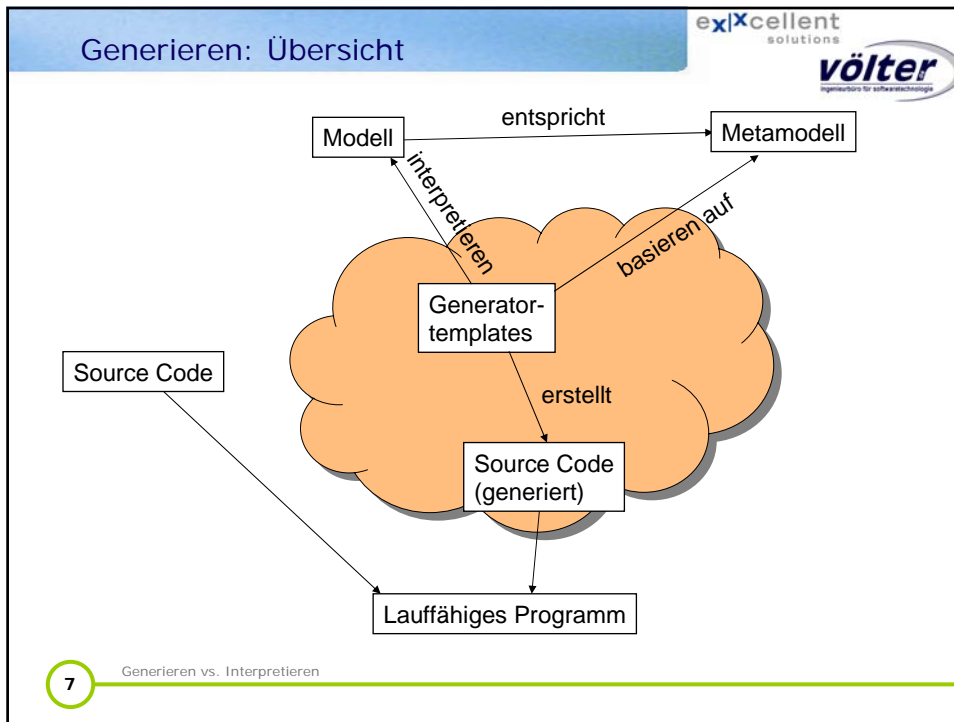 Generieren: Übersicht
ex|xcellent
solutions
völter
ingenieurbüro für softwaretechnologie
entspricht
Modell
Metamodell
interpretieren
basieren auf
Generator-
templates
Source Code
erstellt
Source Code
(generiert)
Lauffähiges Programm
Generieren vs. Interpretieren
7